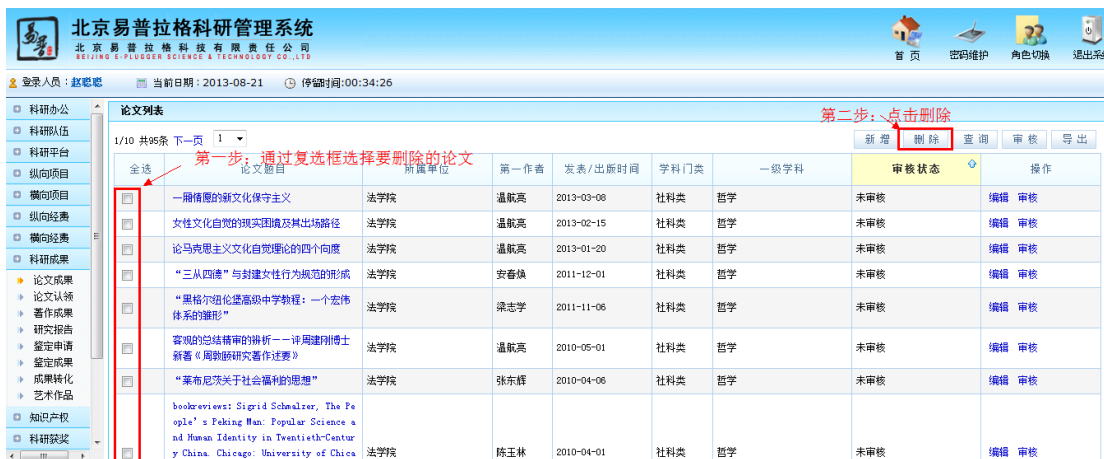 北京易普拉格科研管理系统
北京易普拉格科技有限责任公司
BEIJING E-PLUGGER SCIENCE & TECHNOLOGY CO.,LTD
首 页 密码维护 角色切换 退出系
登录人员：赵聪聪 当前日期：2013-08-21 停留时间:00:34:26
科研办公
科研队伍
科研平台
纵向项目
横向项目
纵向经费
横向经费
科研成果
论文成果
论文认领
著作成果
研究报告
鉴定申请
鉴定成果
成果转化
艺术作品
知识产权
科研获奖
论文列表
第二步：点击删除
1/10 共95条 下一页 1 新 增 删 除 查 询 审 核 导 出
第一步：通过复选框选择要删除的论文
全选 论文题目 所属单位 第一作者 发表/出版时间 学科门类 一级学科 审核状态 操作
一厢情愿的新文化保守主义 法学院 温航亮 2013-03-08 社科类 哲学 未审核 编辑 审核
女性文化自觉的现实困境及其出场路径 法学院 温航亮 2013-02-15 社科类 哲学 未审核 编辑 审核
论马克思主义文化自觉理论的四个向度 法学院 温航亮 2013-01-20 社科类 哲学 未审核 编辑 审核
“三从四德”与封建女性行为规范的形成 法学院 安春焕 2011-12-01 社科类 哲学 未审核 编辑 审核
“黑格尔纽伦堡高级中学教程：一个宏伟
体系的雏形” 法学院 梁志学 2011-11-06 社科类 哲学 未审核 编辑 审核
客观的总结精审的辨析——评周建刚博士
新著《周敦颐研究著作述要》 法学院 温航亮 2010-05-01 社科类 哲学 未审核 编辑 审核
“莱布尼茨关于社会福利的思想” 法学院 张东辉 2010-04-06 社科类 哲学 未审核 编辑 审核
bookreviews: Sigrid Schmalzer, The Pe
ople’s Peking Man: Popular Science a
nd Human Identity in Twentieth-Centur
y China. Chicago: University of Chica 法学院 陈玉林 2010-04-01 社科类 哲学 未审核 编辑 审核